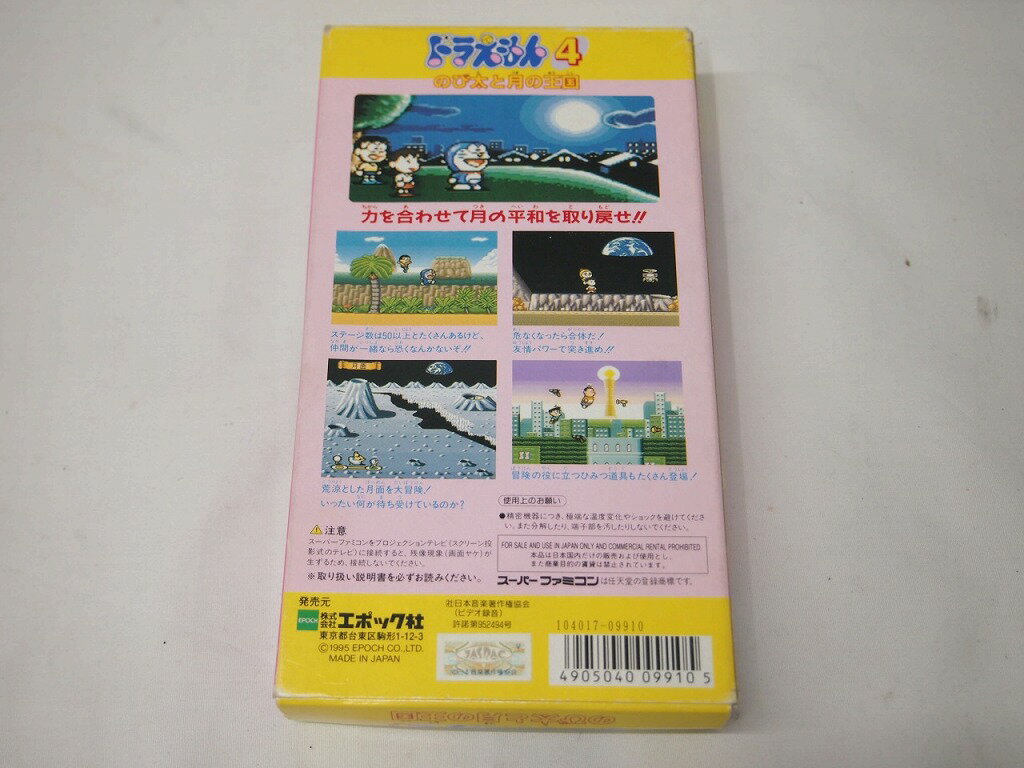 ドラえもん 4
のび太と月の王国
力を合わせて月の平和を取り戻せ!!
ステージ数は50以上とたくさんあるけど、
仲間が一緒なら恐くなんかないぞ!!
危なくなったら合体だ!
友情パワーで突き進め!!
月面
荒涼とした月面を大冒険!
いったい何が待ち受けているのか?
冒険の役に立つひみつ道具もたくさん登場!
使用上のお願い
●精密機器につき、極端な温度変化やショックを避けてくださ
い。また分解したり、端子部を汚したりしないでください。
⚠注意
スーパーファミコンをプロジェクションテレビ(スクリーン投
影式のテレビ)に接続すると、残像現象(画面ヤケ)が
生ずるため、接続しないでください。
※取り扱い説明書を必ずお読みください。
FOR SALE AND USE IN JAPAN ONLY AND COMMERCIAL RENTAL PROHIBITED.
本品は日本国内だけの販売および使用とし、
また商業目的の賃貸は禁止されています。
スーパーファミコンは任天堂の登録商標です。
発売元
EPOCH 株式会社エポック社
東京都台東区駒形1-12-3
©1995 EPOCH CO.,LTD.
MADE IN JAPAN
社日本音楽著作権協会
(ビデオ録音)
許諾第952494号
JASRAC
104017-09910
4905040 099105
のび太と月の王国